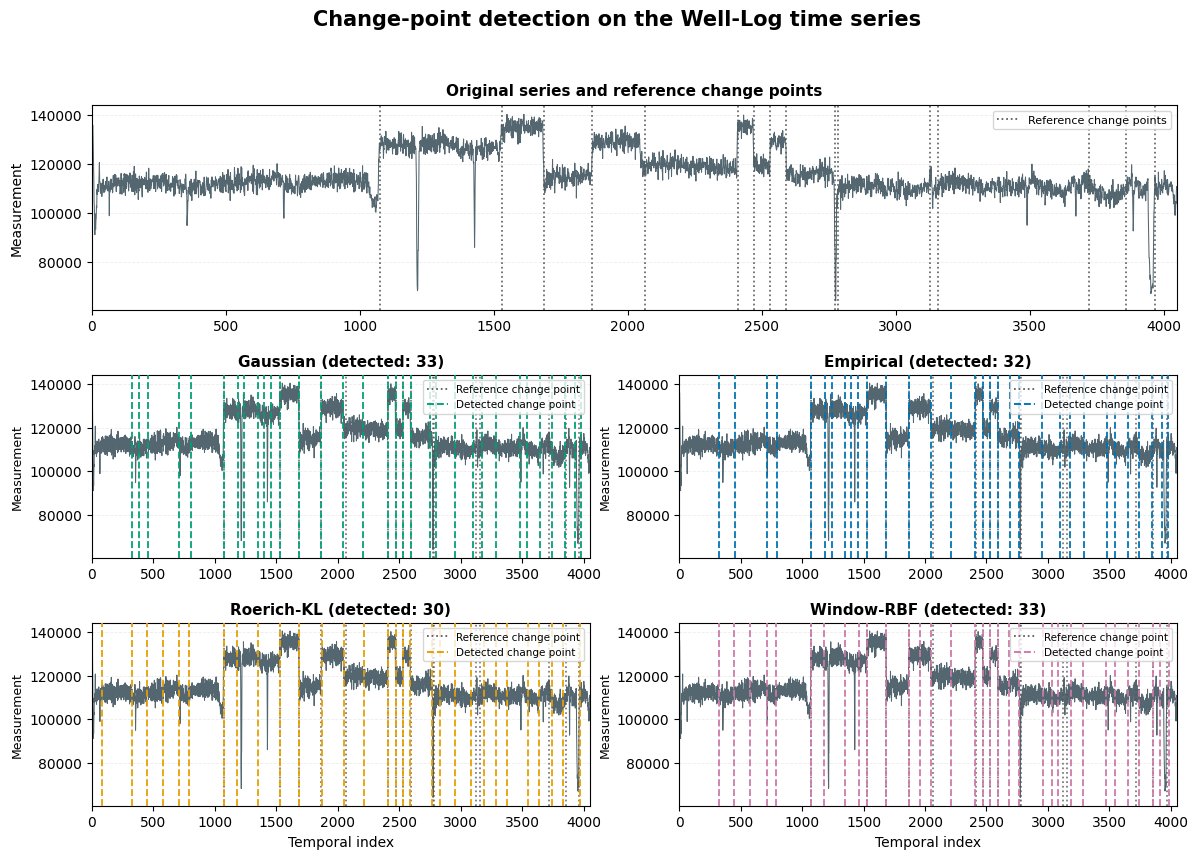 Change-point detection on the Well-Log time series
Original series and reference change points
Measurement
140000
120000
100000
80000
Reference change points
0 500 1000 1500 2000 2500 3000 3500 4000
Gaussian (detected: 33)
Measurement
140000
120000
100000
80000
Reference change point
Detected change point
0 500 1000 1500 2000 2500 3000 3500 4000
Empirical (detected: 32)
Measurement
140000
120000
100000
80000
Reference change point
Detected change point
0 500 1000 1500 2000 2500 3000 3500 4000
Roerich-KL (detected: 30)
Measurement
140000
120000
100000
80000
Reference change point
Detected change point
0 500 1000 1500 2000 2500 3000 3500 4000
Temporal index
Window-RBF (detected: 33)
Measurement
140000
120000
100000
80000
Reference change point
Detected change point
0 500 1000 1500 2000 2500 3000 3500 4000
Temporal index